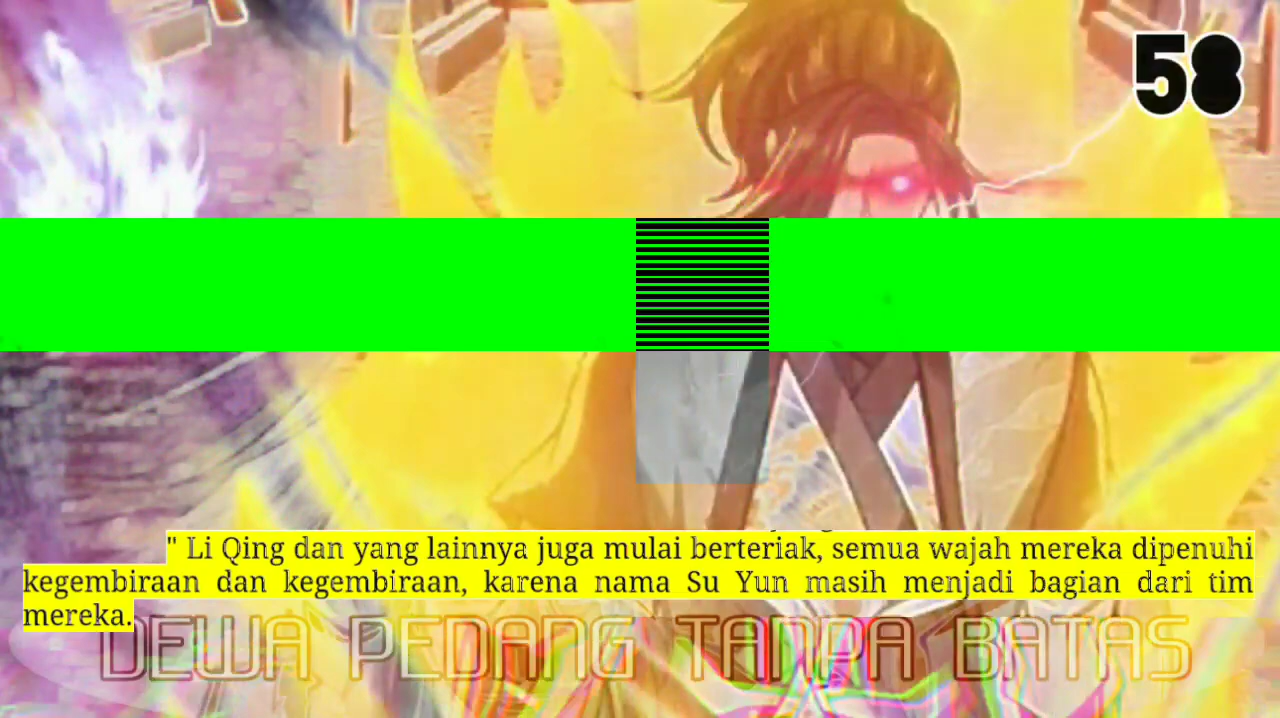 58
" Li Qing dan yang lainnya juga mulai berteriak, semua wajah mereka dipenuhi
kegembiraan dan kegembiraan, karena nama Su Yun masih menjadi bagian dari tim
mereka.
DEWA PEDANG TANPA BATAS